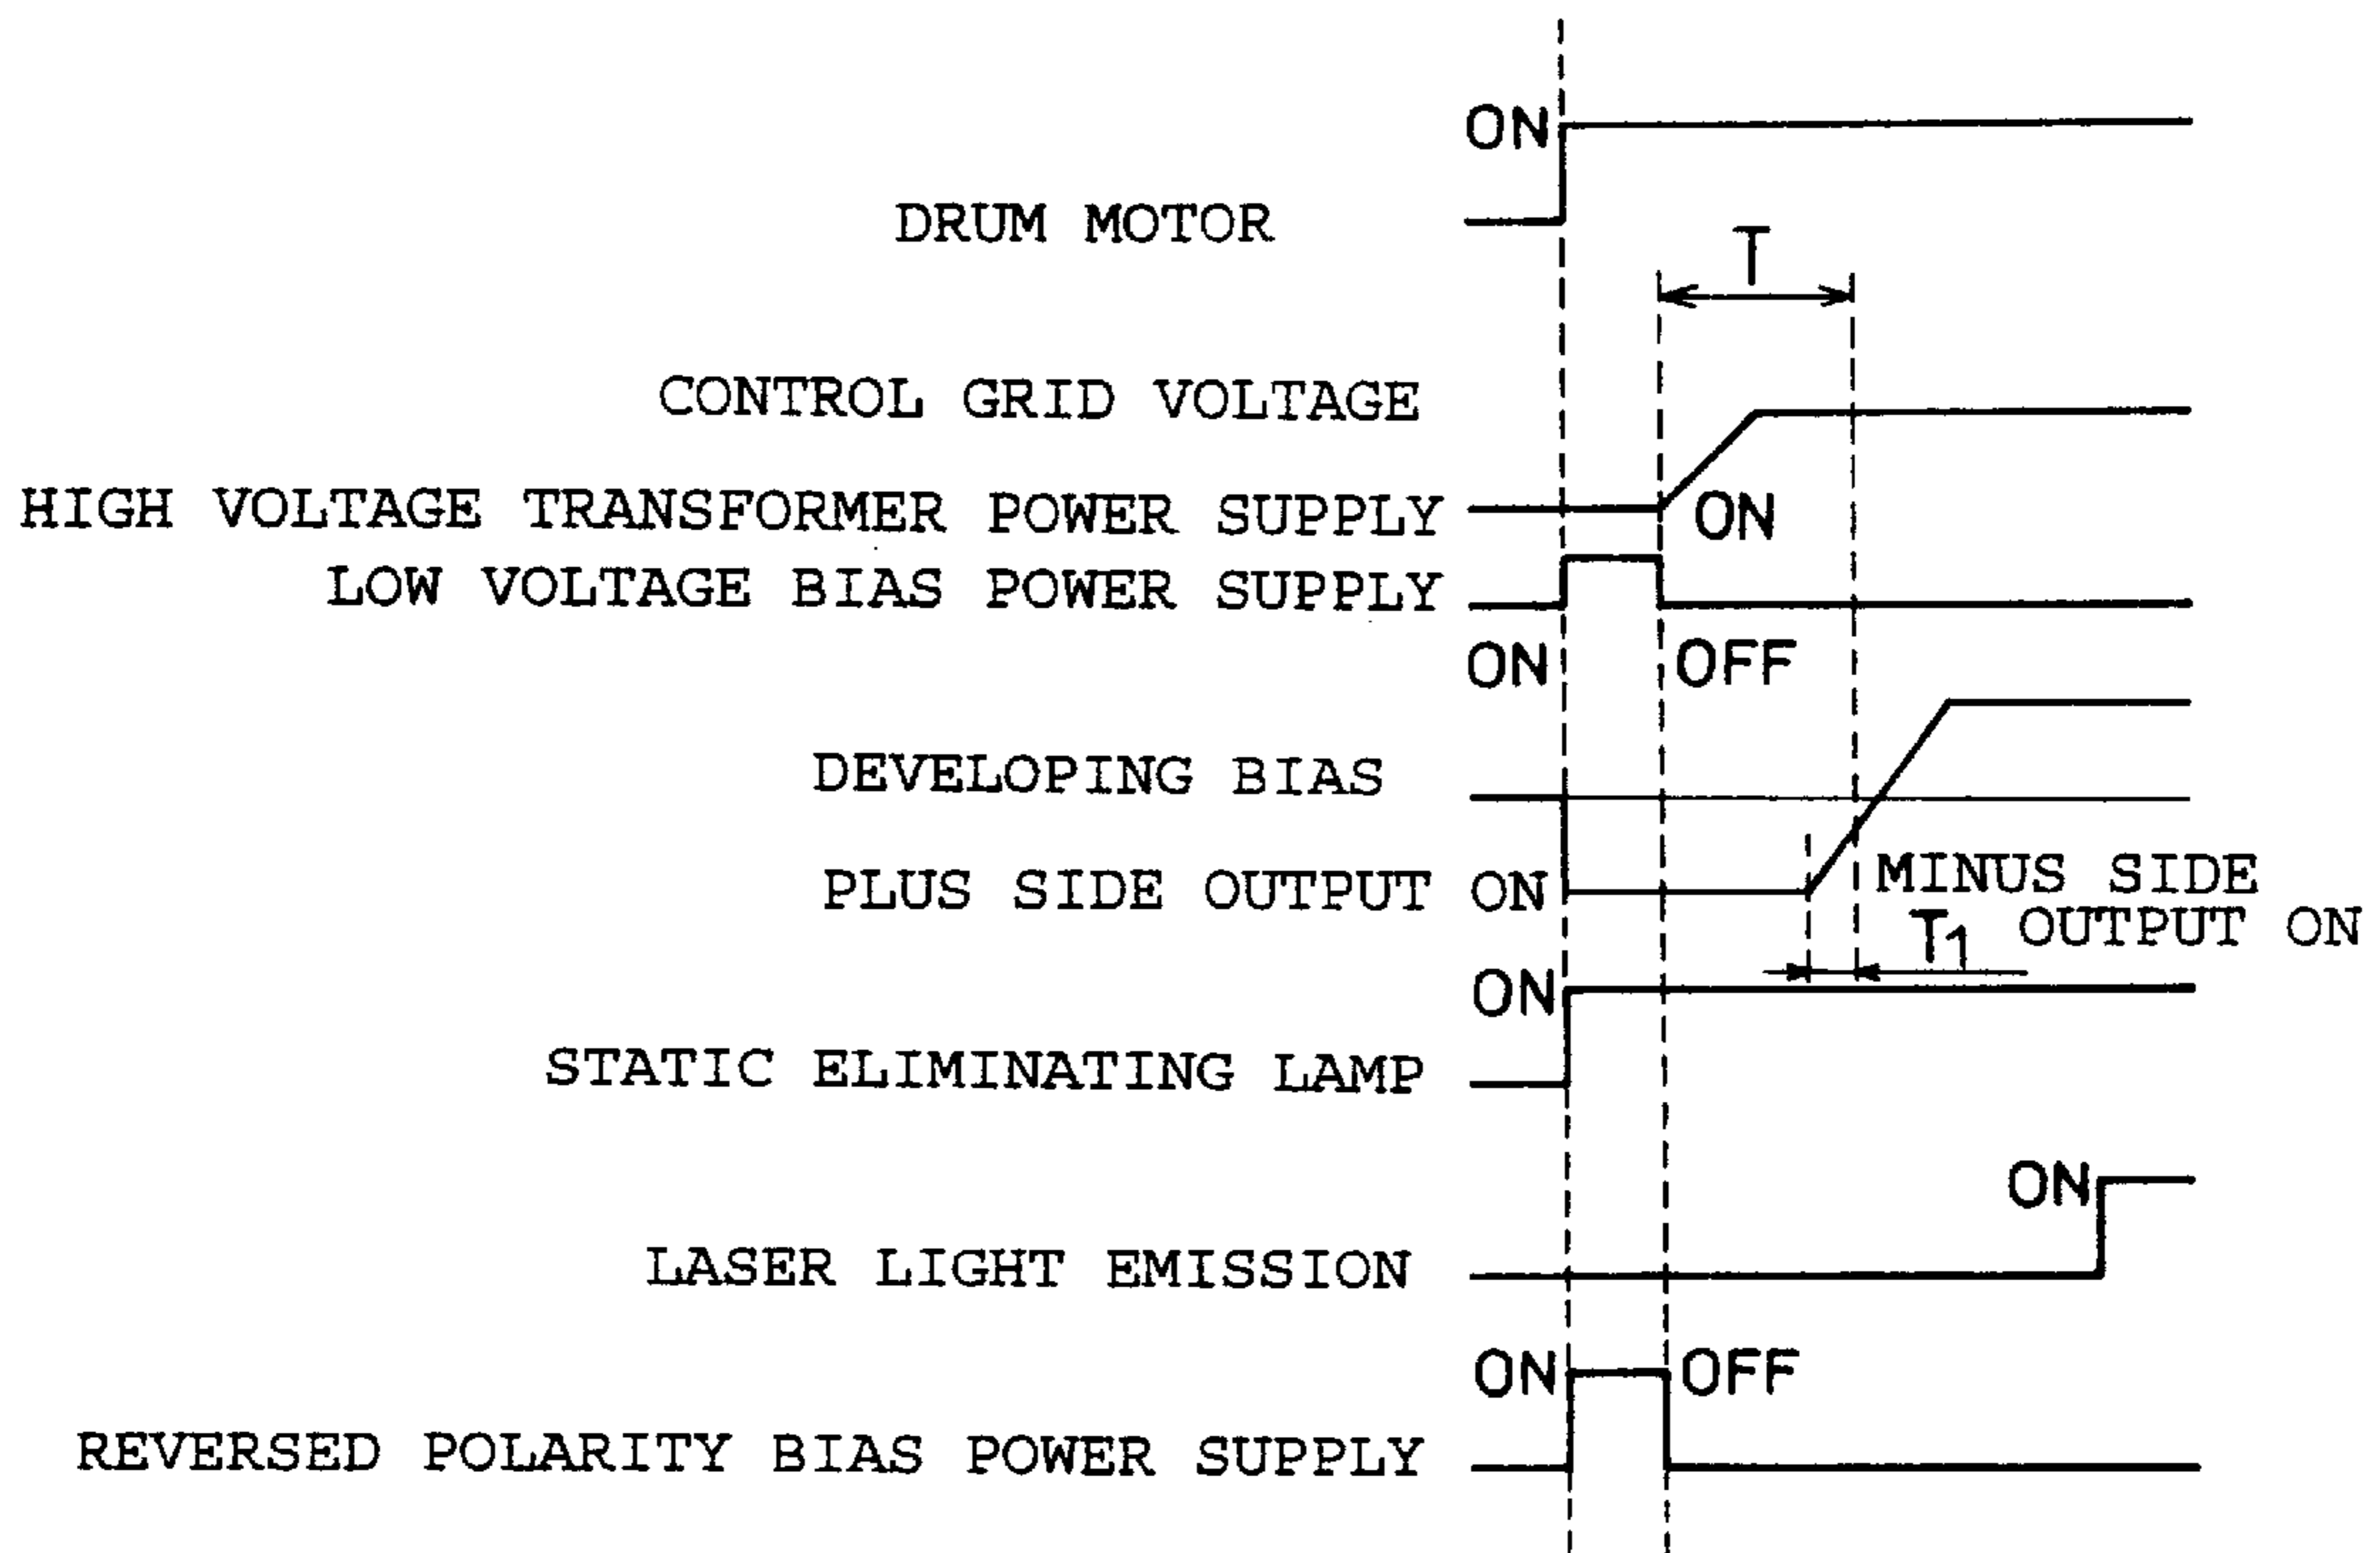 ON
DRUM MOTOR
T
CONTROL GRID VOLTAGE
HIGH VOLTAGE TRANSFORMER POWER SUPPLY
ON
LOW VOLTAGE BIAS POWER SUPPLY
ON OFF
DEVELOPING BIAS
PLUS SIDE OUTPUT ON
MINUS SIDE
OUTPUT ON
T1
ON
STATIC ELIMINATING LAMP
ON
LASER LIGHT EMISSION
ON OFF
REVERSED POLARITY BIAS POWER SUPPLY